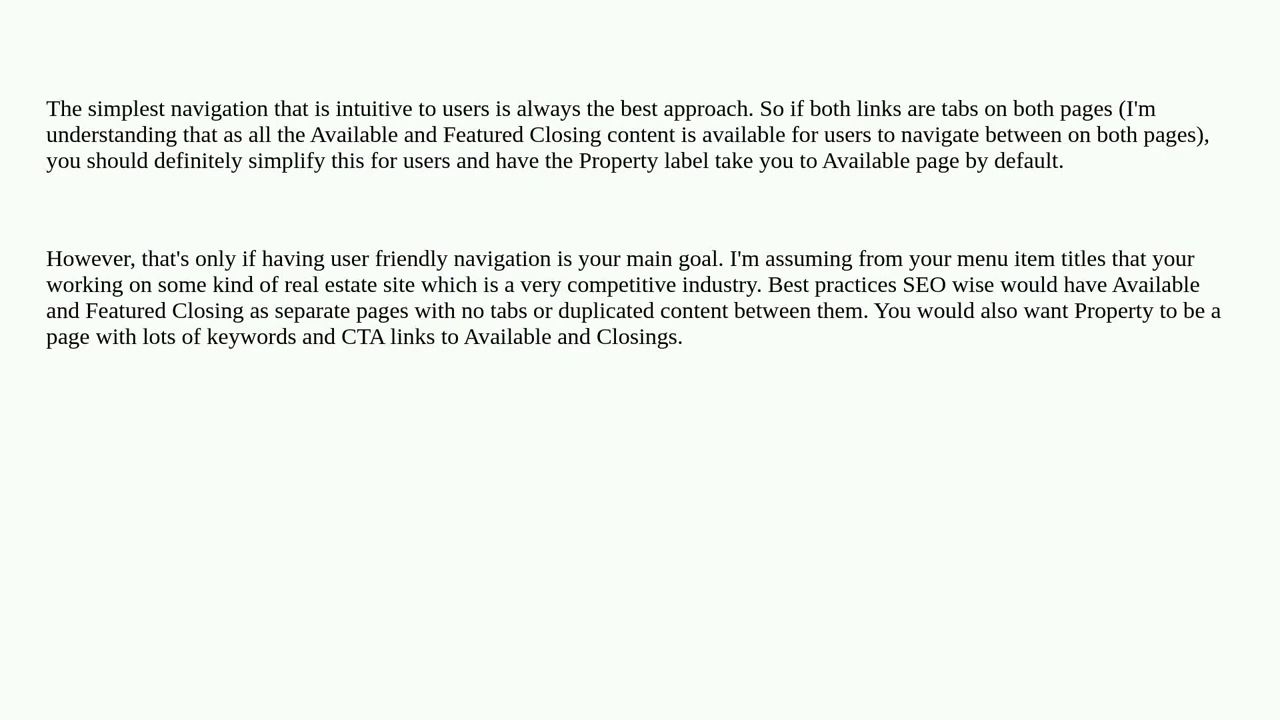 The simplest navigation that is intuitive to users is always the best approach. So if both links are tabs on both pages (I'm
understanding that as all the Available and Featured Closing content is available for users to navigate between on both pages),
you should definitely simplify this for users and have the Property label take you to Available page by default.
However, that's only if having user friendly navigation is your main goal. I'm assuming from your menu item titles that your
working on some kind of real estate site which is a very competitive industry. Best practices SEO wise would have Available
and Featured Closing as separate pages with no tabs or duplicated content between them. You would also want Property to be a
page with lots of keywords and CTA links to Available and Closings.